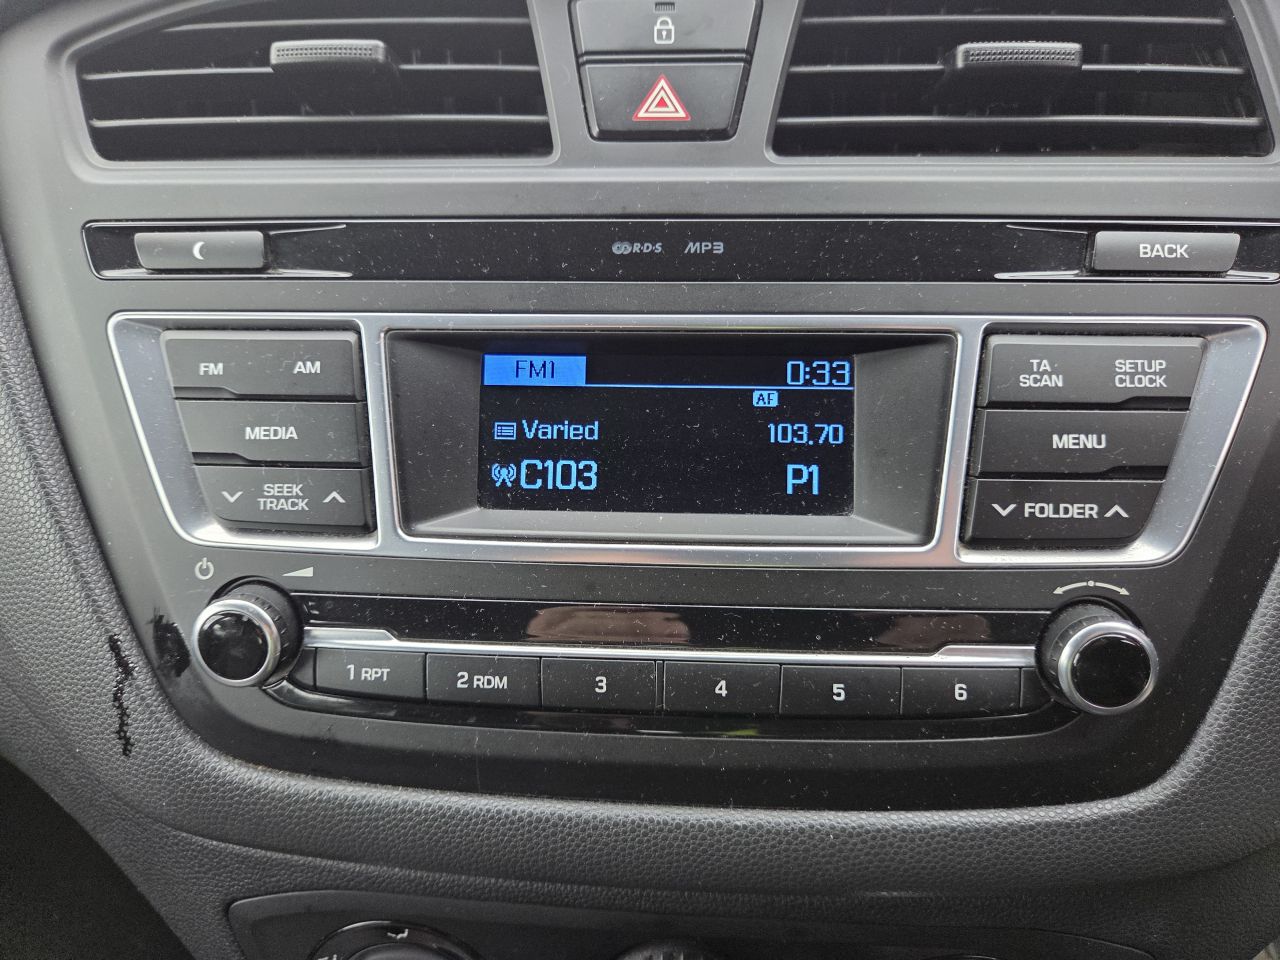 R·D·S MP3
BACK
FM AM
MEDIA
SEEK
TRACK
FM1 0:33
AF
Varied 103.70
C103 P1
TA
SCAN
SETUP
CLOCK
MENU
FOLDER
1 RPT
2 RDM
3
4
5
6